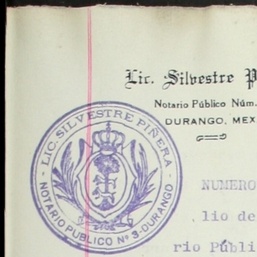 Lic. Silvestre P
Notario Público Núm.
DURANGO, MEX
LIC. SILVESTRE PIÑERA
NOTARIO PUBLICO Nº 3-DURANGO
NUMERO
lio de
rio Públi